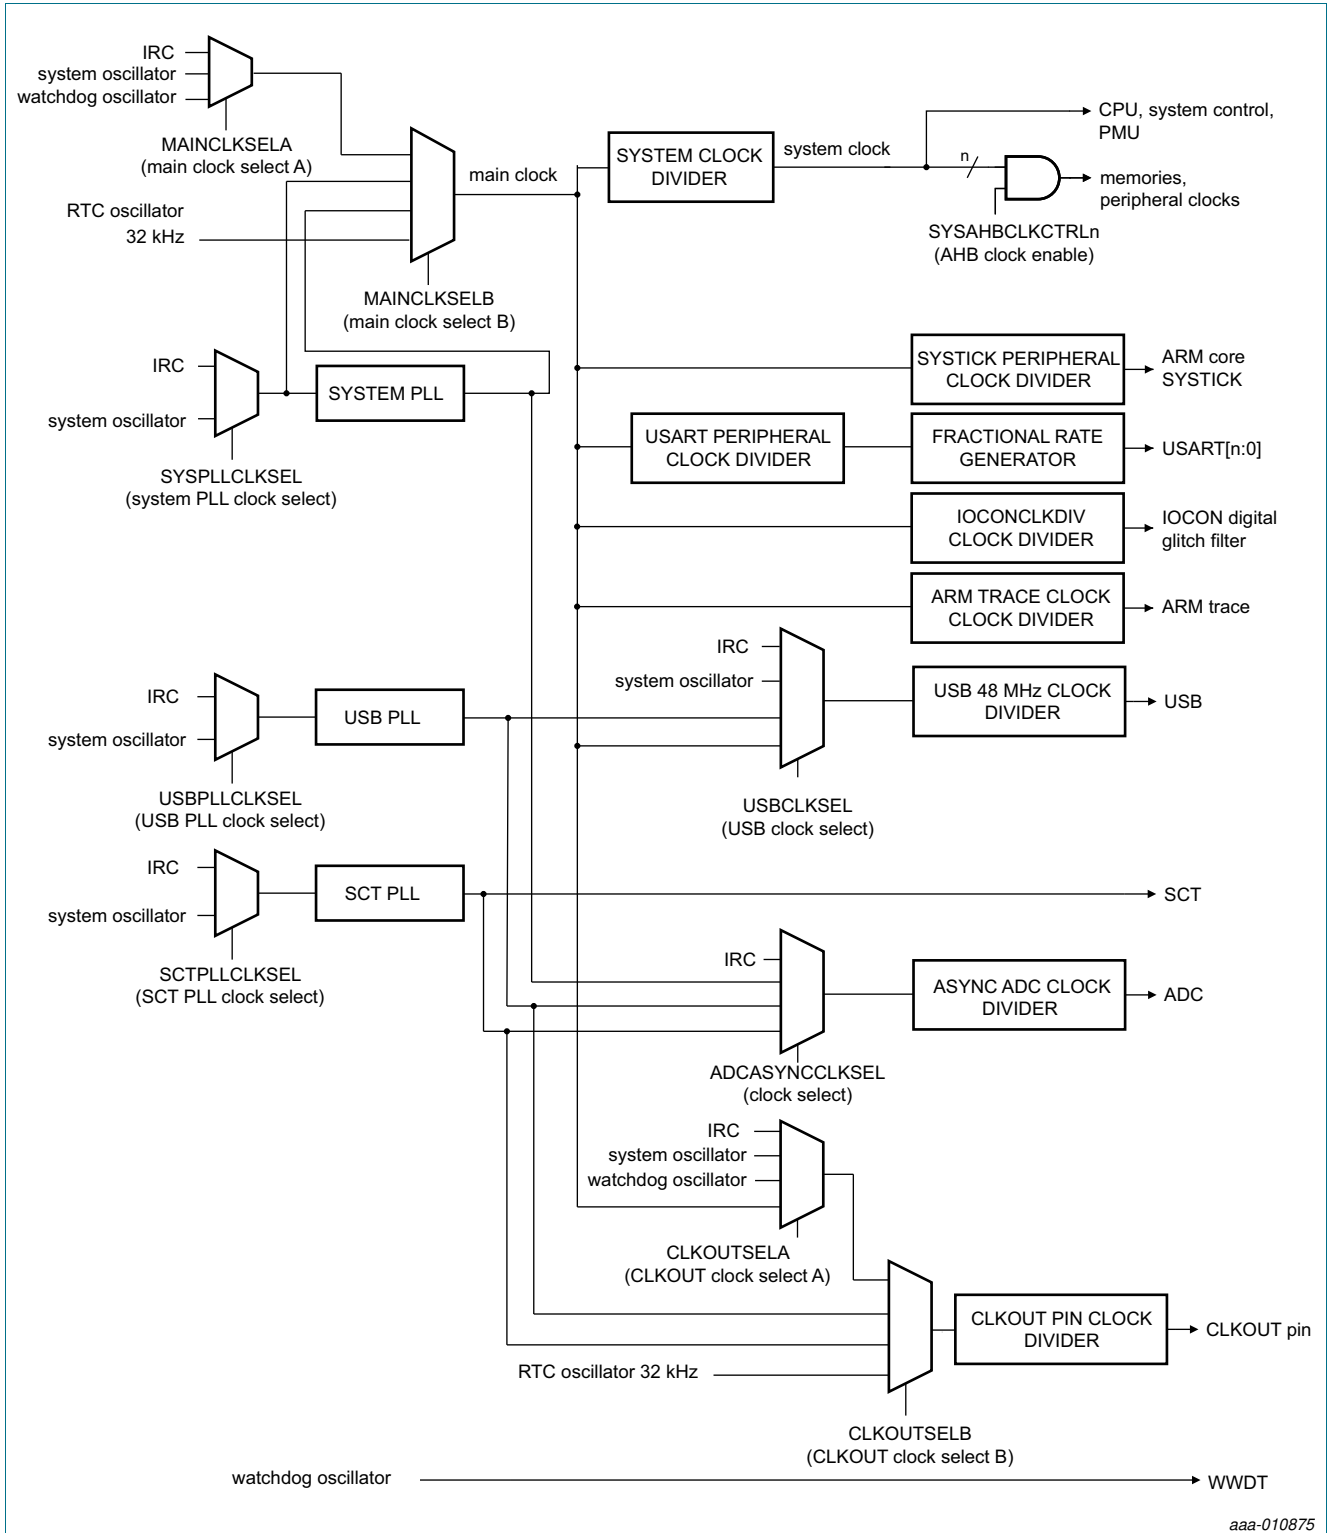 IRC
system oscillator
watchdog oscillator
MAINCLKSELA
(main clock select A)
RTC oscillator
32 kHz
MAINCLKSELB
(main clock select B)
main clock
SYSTEM CLOCK
DIVIDER
system clock
n
CPU, system control,
PMU
memories,
peripheral clocks
SYSAHBCLKCTRLn
(AHB clock enable)
IRC
system oscillator
SYSPLLCLKSEL
(system PLL clock select)
SYSTEM PLL
SYSTICK PERIPHERAL
CLOCK DIVIDER
ARM core
SYSTICK
USART PERIPHERAL
CLOCK DIVIDER
FRACTIONAL RATE
GENERATOR
USART[n:0]
IOCONCLKDIV
CLOCK DIVIDER
IOCON digital
glitch filter
ARM TRACE CLOCK
CLOCK DIVIDER
ARM trace
IRC
system oscillator
USBPLLCLKSEL
(USB PLL clock select)
USB PLL
IRC
system oscillator
USBCLKSEL
(USB clock select)
USB 48 MHz CLOCK
DIVIDER
USB
IRC
system oscillator
SCTPLLCLKSEL
(SCT PLL clock select)
SCT PLL
SCT
IRC
ADCASYNCCLKSEL
(clock select)
ASYNC ADC CLOCK
DIVIDER
ADC
IRC
system oscillator
watchdog oscillator
CLKOUTSELA
(CLKOUT clock select A)
RTC oscillator 32 kHz
CLKOUTSELB
(CLKOUT clock select B)
CLKOUT PIN CLOCK
DIVIDER
CLKOUT pin
watchdog oscillator
WWDT
aaa-010875